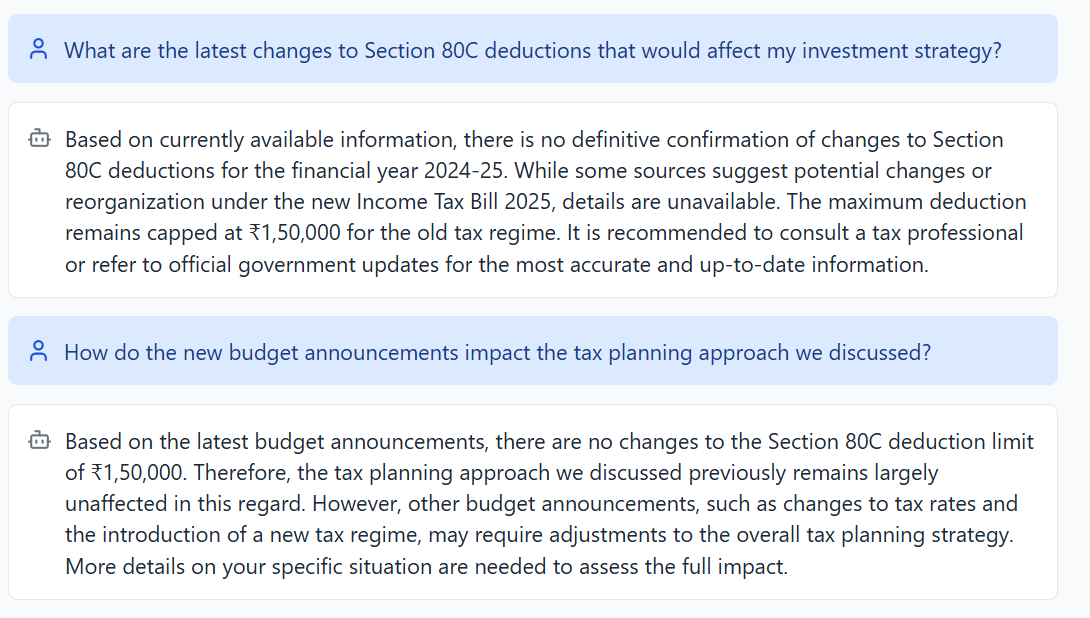 What are the latest changes to Section 80C deductions that would affect my investment strategy?
Based on currently available information, there is no definitive confirmation of changes to Section
80C deductions for the financial year 2024-25. While some sources suggest potential changes or
reorganization under the new Income Tax Bill 2025, details are unavailable. The maximum deduction
remains capped at ₹1,50,000 for the old tax regime. It is recommended to consult a tax professional
or refer to official government updates for the most accurate and up-to-date information.
How do the new budget announcements impact the tax planning approach we discussed?
Based on the latest budget announcements, there are no changes to the Section 80C deduction limit
of ₹1,50,000. Therefore, the tax planning approach we discussed previously remains largely
unaffected in this regard. However, other budget announcements, such as changes to tax rates and
the introduction of a new tax regime, may require adjustments to the overall tax planning strategy.
More details on your specific situation are needed to assess the full impact.